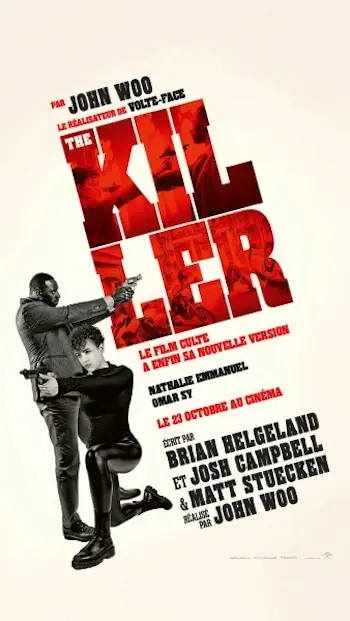 PAR JOHN WOO
LE RÉALISATEUR DE VOLTE-FACE
THE
KIL
LER
LE FILM CULTE
A ENFIN SA NOUVELLE VERSION
NATHALIE EMMANUEL
OMAR SY
LE 23 OCTOBRE AU CINÉMA
ÉCRIT PAR BRIAN HELGELAND
ET JOSH CAMPBELL
& MATT STUECKEN
RÉALISÉ PAR JOHN WOO